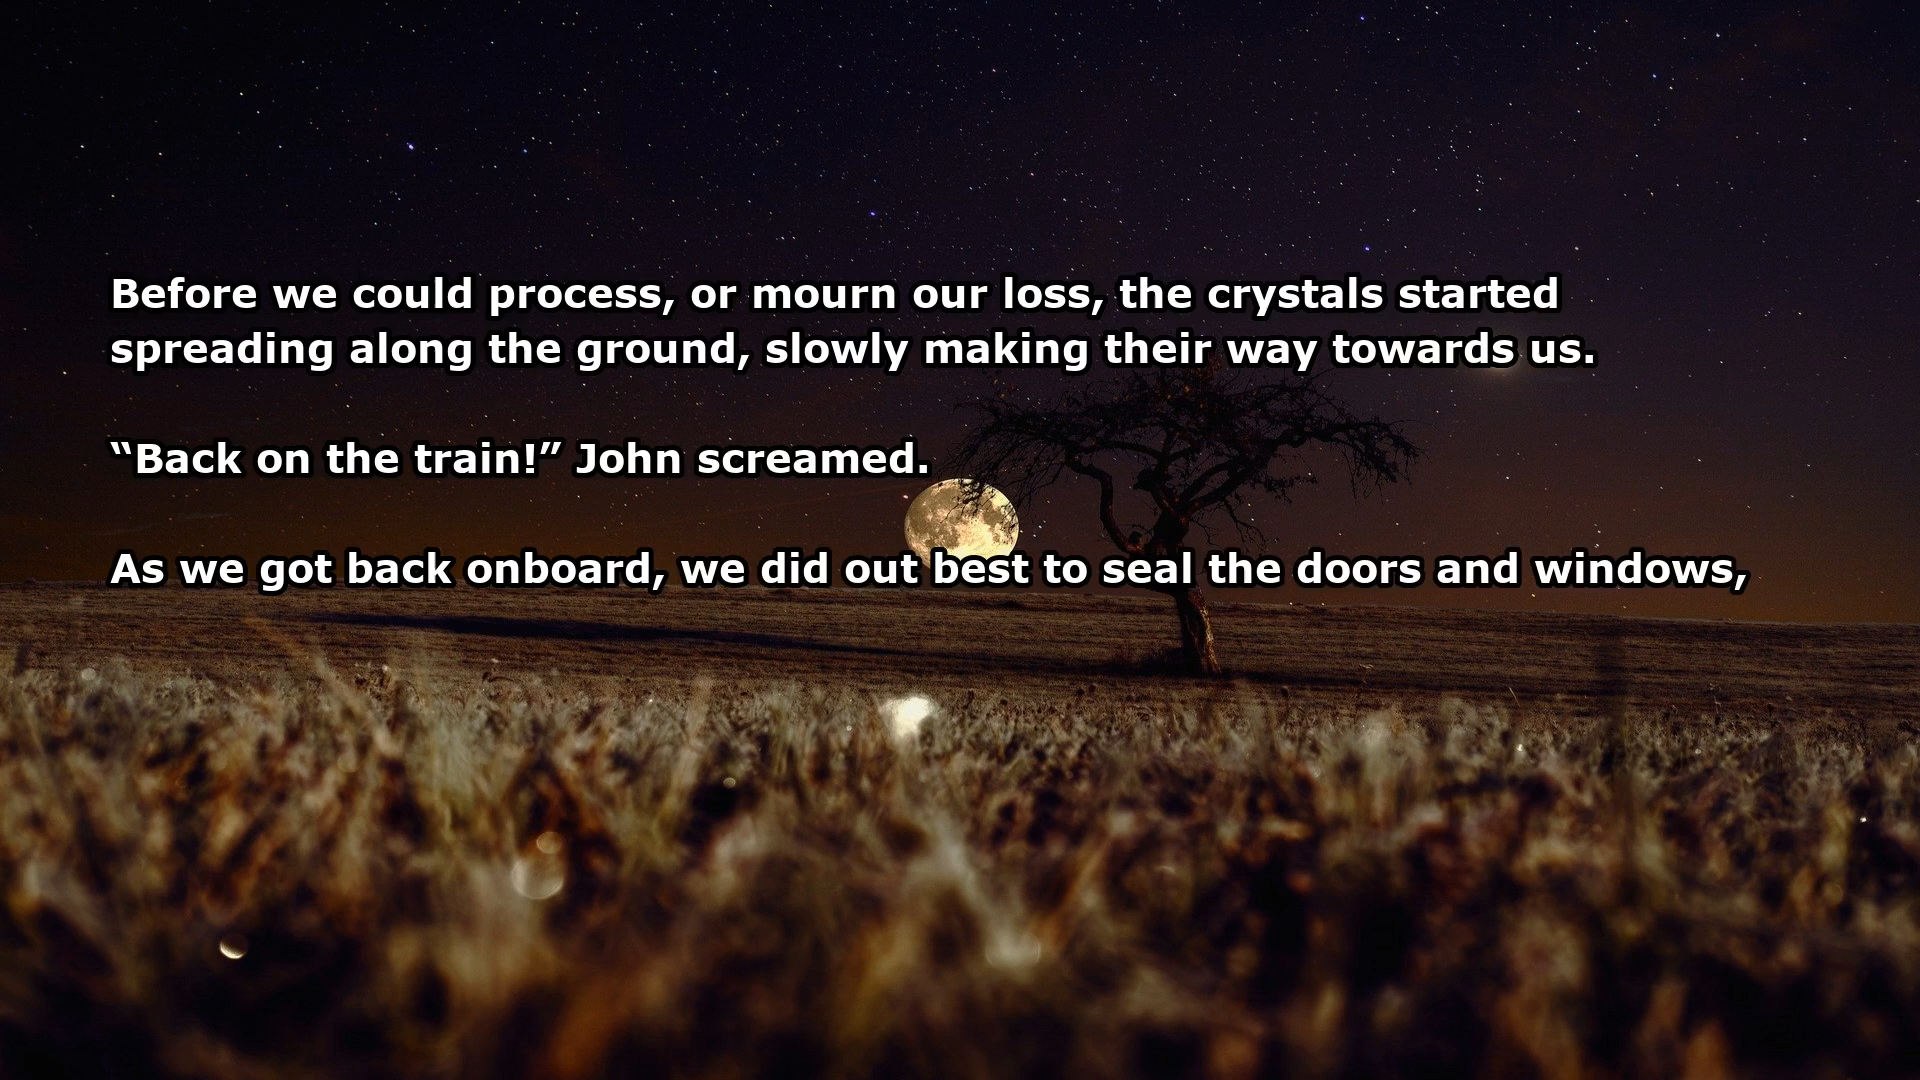 Before we could process, or mourn our loss, the crystals started
spreading along the ground, slowly making their way towards us.
“Back on the train!” John screamed.
As we got back onboard, we did out best to seal the doors and windows,